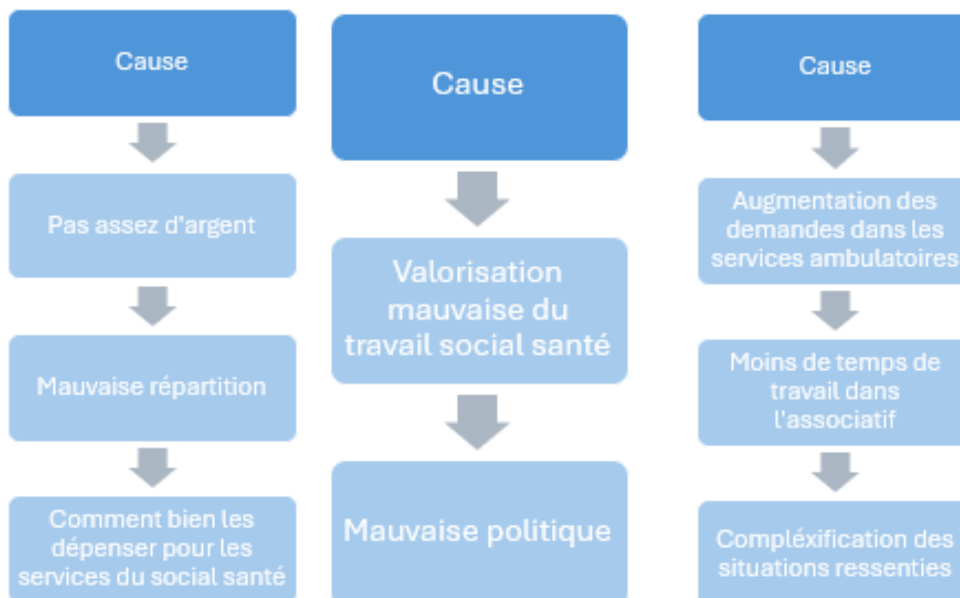 Cause
Pas assez d'argent
Mauvaise répartition
Comment bien les
dépenser pour les
services du social santé
Cause
Valorisation
mauvaise du
travail social santé
Mauvaise politique
Cause
Augmentation des
demandes dans les
services ambulatoires
Moins de temps de
travail dans
l'associatif
Compléxification des
situations ressenties